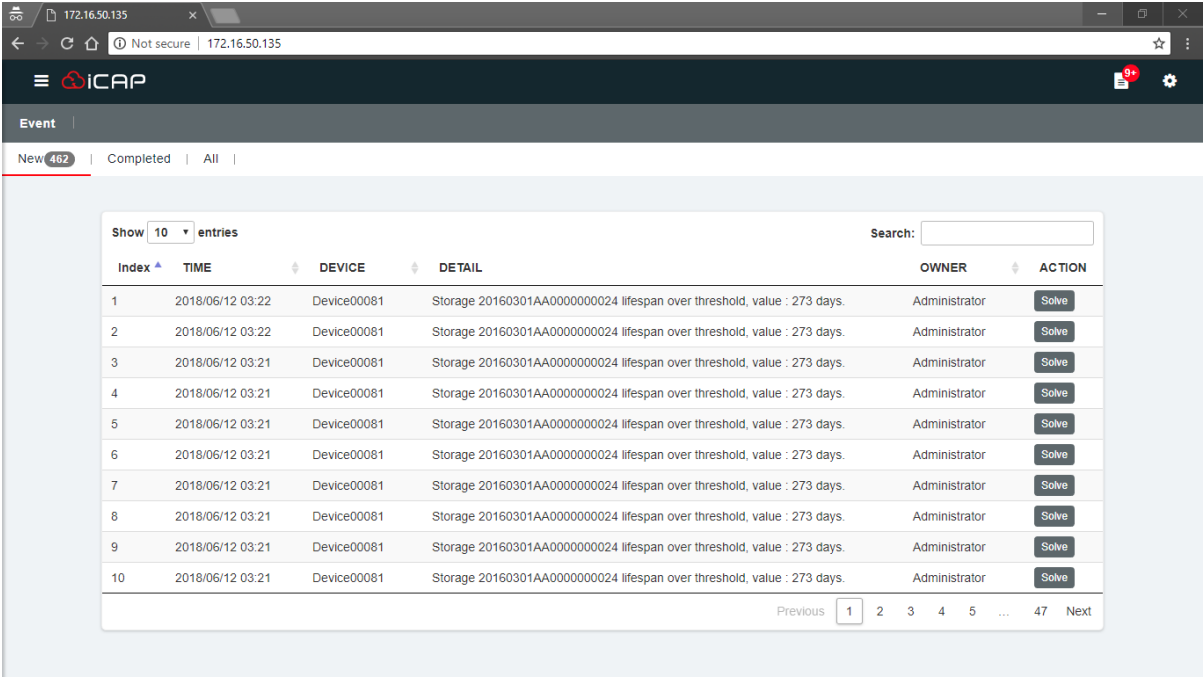 172.16.50.135
Not secure | 172.16.50.135
iCAP 9+
Event |
New 462 | Completed | All |
Show 10 entries Search:
Index TIME DEVICE DETAIL OWNER ACTION
1 2018/06/12 03:22 Device00081 Storage 20160301AA0000000024 lifespan over threshold, value : 273 days. Administrator Solve
2 2018/06/12 03:22 Device00081 Storage 20160301AA0000000024 lifespan over threshold, value : 273 days. Administrator Solve
3 2018/06/12 03:21 Device00081 Storage 20160301AA0000000024 lifespan over threshold, value : 273 days. Administrator Solve
4 2018/06/12 03:21 Device00081 Storage 20160301AA0000000024 lifespan over threshold, value : 273 days. Administrator Solve
5 2018/06/12 03:21 Device00081 Storage 20160301AA0000000024 lifespan over threshold, value : 273 days. Administrator Solve
6 2018/06/12 03:21 Device00081 Storage 20160301AA0000000024 lifespan over threshold, value : 273 days. Administrator Solve
7 2018/06/12 03:21 Device00081 Storage 20160301AA0000000024 lifespan over threshold, value : 273 days. Administrator Solve
8 2018/06/12 03:21 Device00081 Storage 20160301AA0000000024 lifespan over threshold, value : 273 days. Administrator Solve
9 2018/06/12 03:21 Device00081 Storage 20160301AA0000000024 lifespan over threshold, value : 273 days. Administrator Solve
10 2018/06/12 03:21 Device00081 Storage 20160301AA0000000024 lifespan over threshold, value : 273 days. Administrator Solve
Previous 1 2 3 4 5 … 47 Next